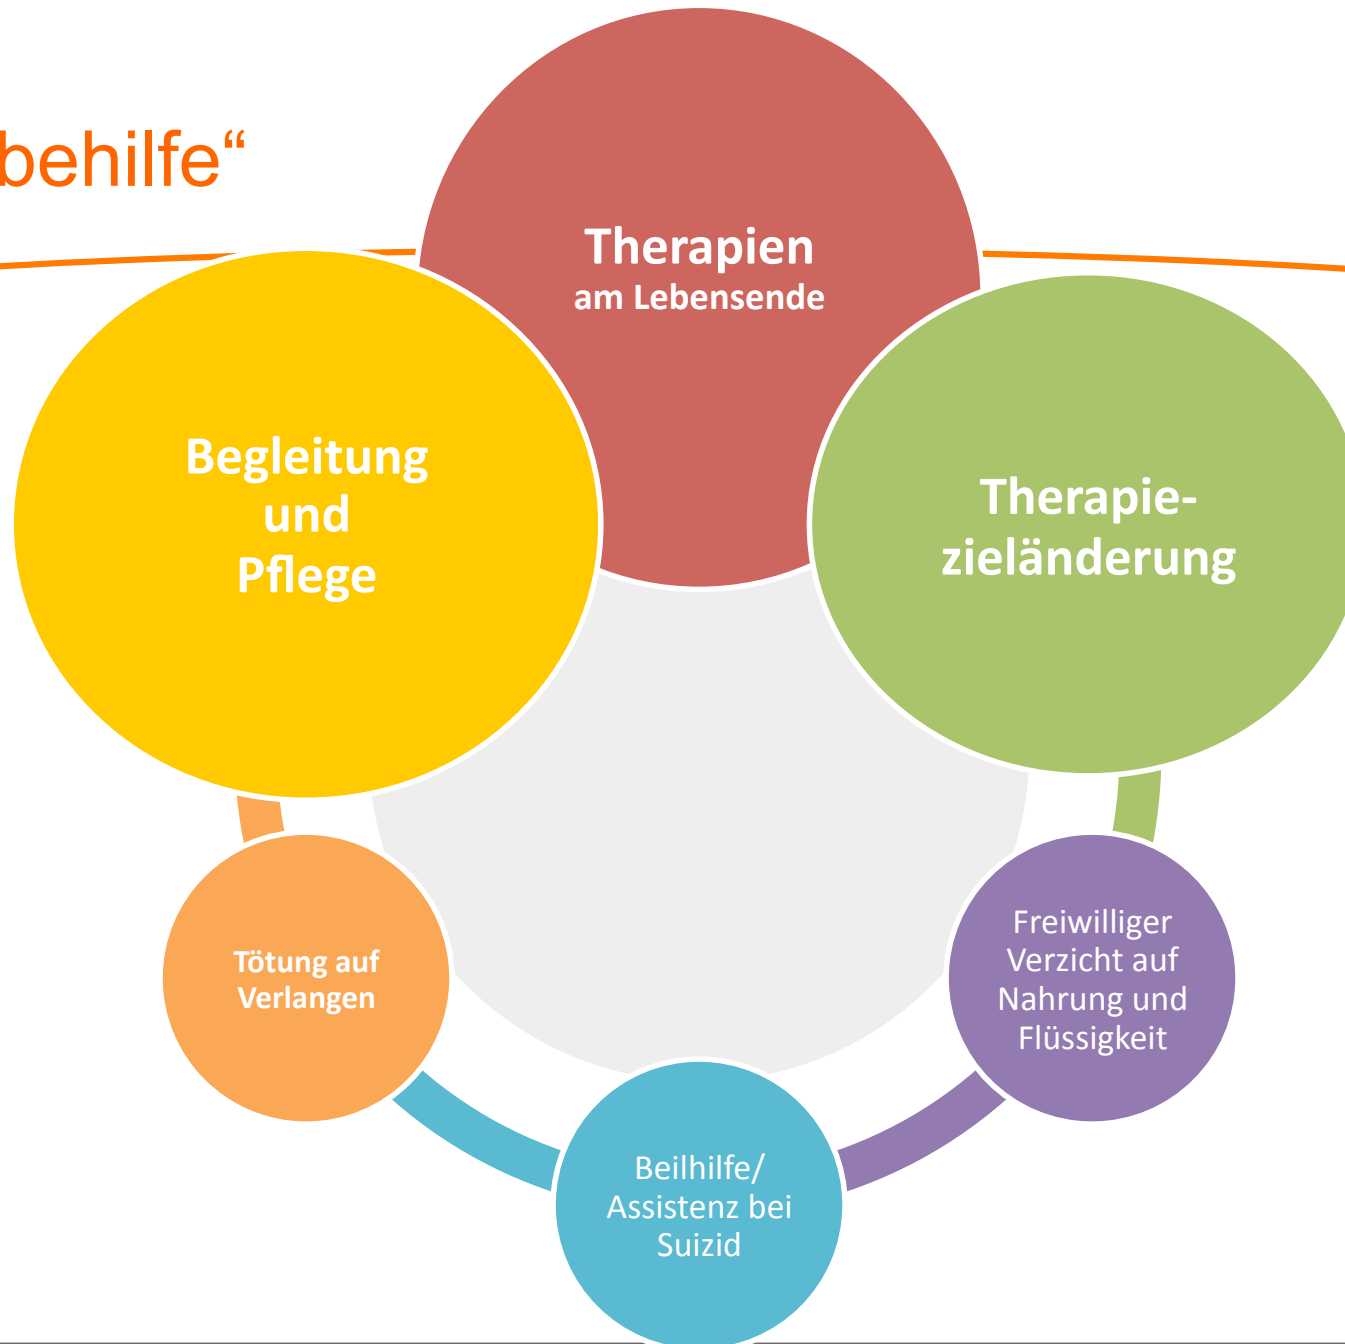 behilfe“
Therapien
am Lebensende
Begleitung
und
Pflege
Therapie-
zieländerung
Tötung auf
Verlangen
Freiwilliger
Verzicht auf
Nahrung und
Flüssigkeit
Beilhilfe/
Assistenz bei
Suizid